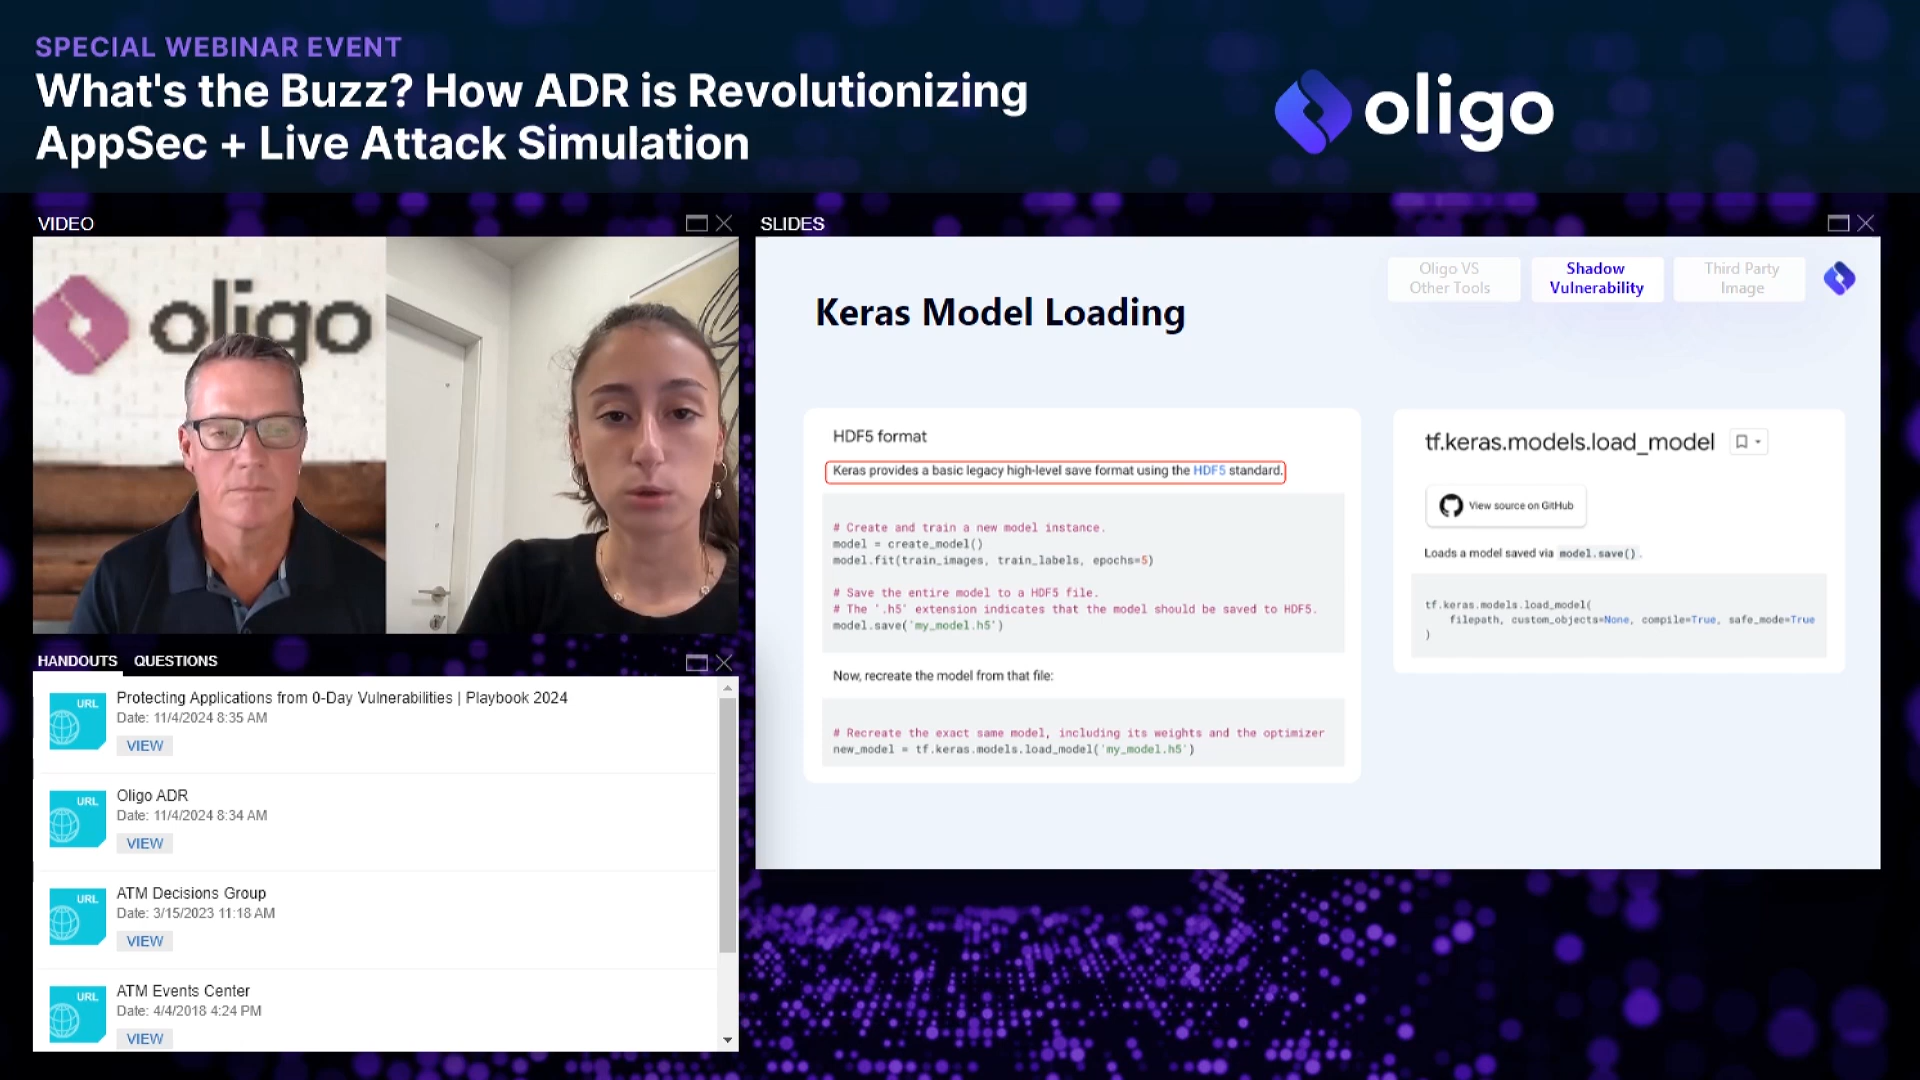 SPECIAL WEBINAR EVENT
What's the Buzz? How ADR is Revolutionizing
AppSec + Live Attack Simulation
oligo
VIDEO
oligo
HANDOUTS QUESTIONS
URL
Protecting Applications from 0-Day Vulnerabilities | Playbook 2024
Date: 11/4/2024 8:35 AM
VIEW
URL
Oligo ADR
Date: 11/4/2024 8:34 AM
VIEW
URL
ATM Decisions Group
Date: 3/15/2023 11:18 AM
VIEW
URL
ATM Events Center
Date: 4/4/2018 4:24 PM
VIEW
SLIDES
Oligo VS
Other Tools
Shadow
Vulnerability
Third Party
Image
Keras Model Loading
HDF5 format
Keras provides a basic legacy high-level save format using the HDF5 standard.
# Create and train a new model instance.
model = create_model()
model.fit(train_images, train_labels, epochs=5)
# Save the entire model to a HDF5 file.
# The '.h5' extension indicates that the model should be saved to HDF5.
model.save('my_model.h5')
Now, recreate the model from that file:
# Recreate the exact same model, including its weights and the optimizer
new_model = tf.keras.models.load_model('my_model.h5')
tf.keras.models.load_model
View source on GitHub
Loads a model saved via model.save().
tf.keras.models.load_model(
filepath, custom_objects=None, compile=True, safe_mode=True
)